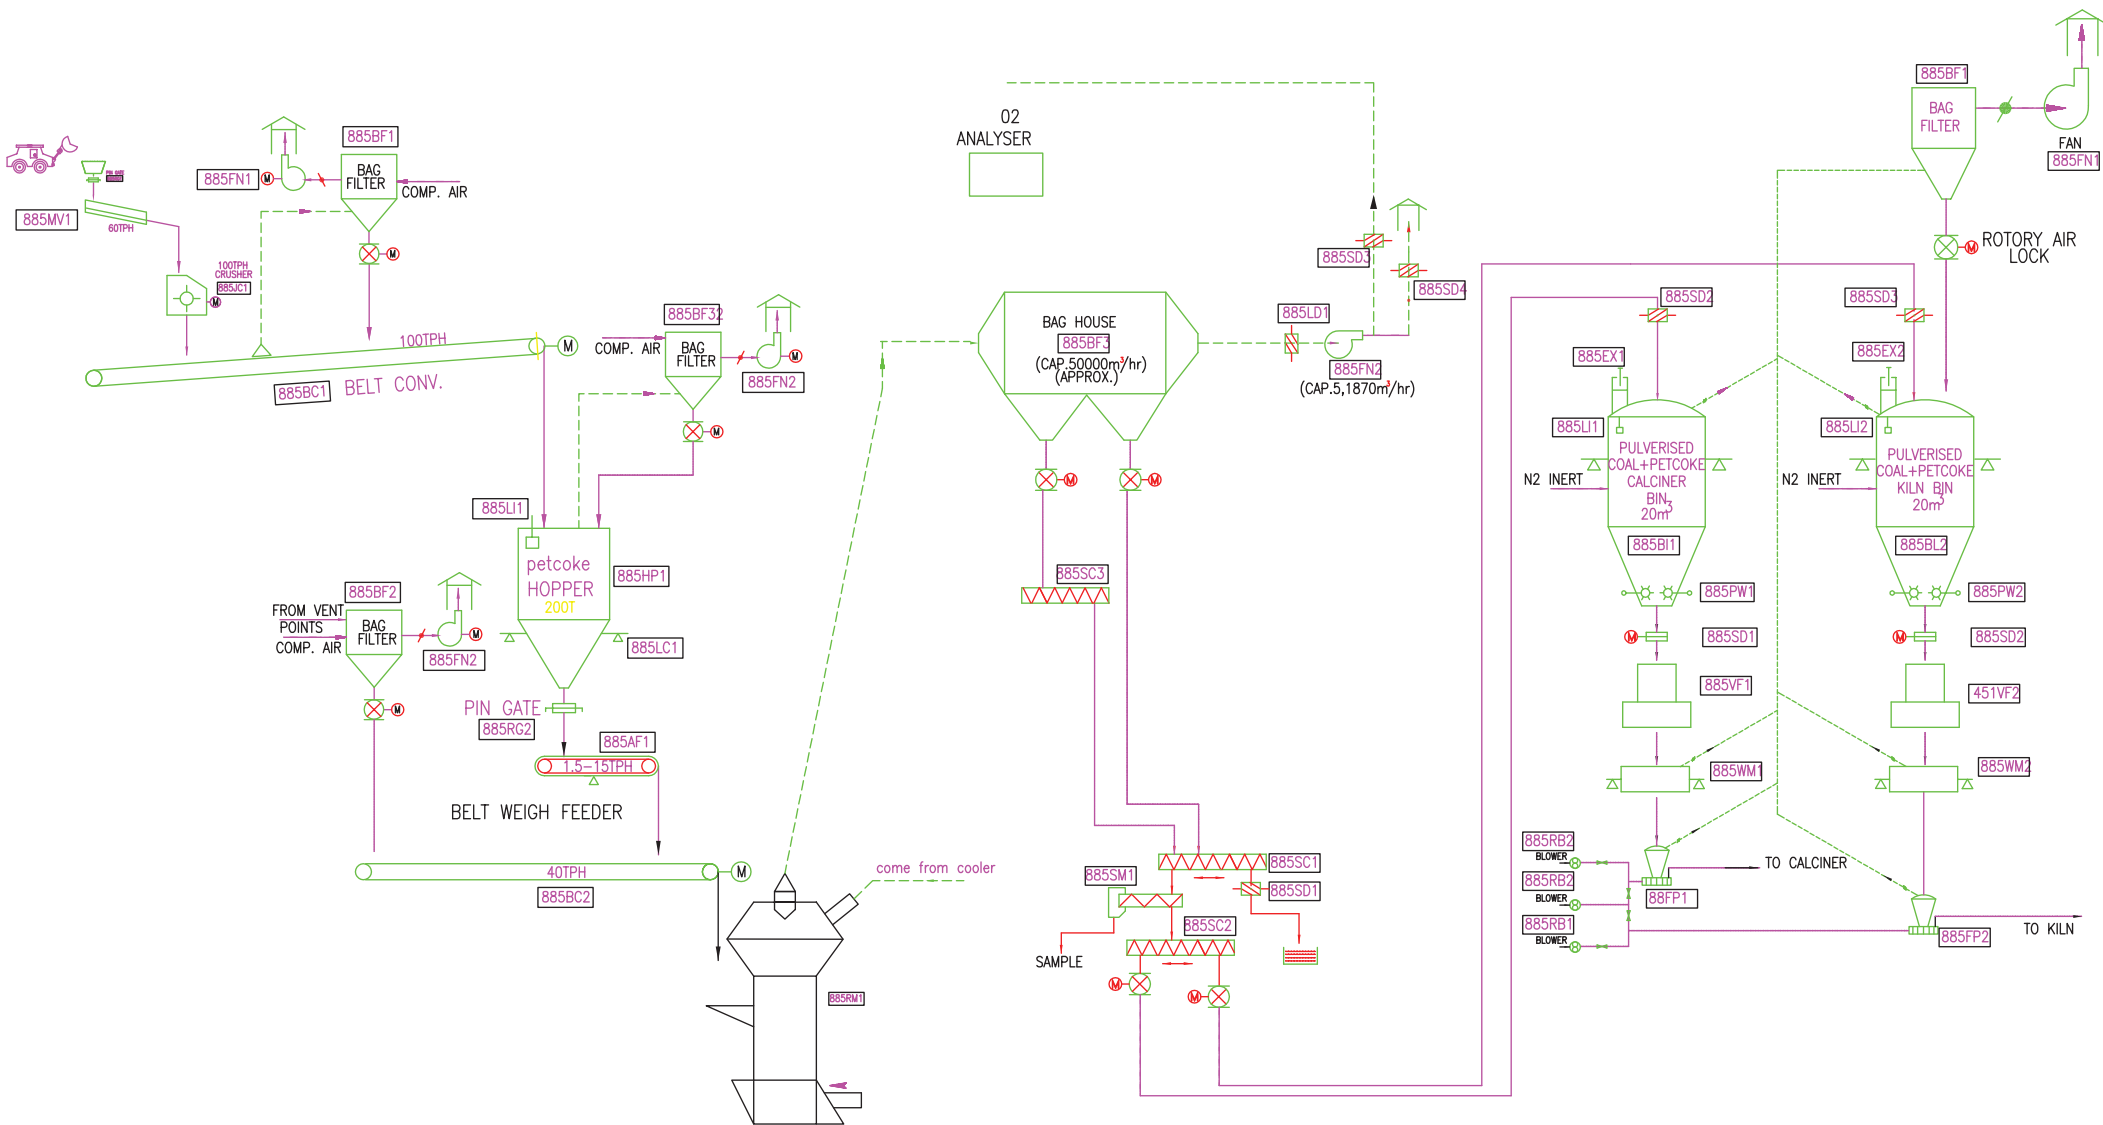 885BF1
BAG
FILTER
COMP. AIR
885FN1
M
M
885MV1
60TPH
PIN GATE
100TPH
CRUSHER
885JC1
M
100TPH
M
885BC1
BELT CONV.
885BF32
BAG
FILTER
COMP. AIR
M
885FN2
M
885LI1
petcoke
HOPPER
200T
885HP1
885LC1
885BF2
FROM VENT
POINTS
COMP. AIR
BAG
FILTER
M
885FN2
M
PIN GATE
885RG2
885AF1
1.5-15TPH
BELT WEIGH FEEDER
40TPH
M
885BC2
come from cooler
885RM1
O2
ANALYSER
BAG HOUSE
885BF3
(CAP.50000m³/hr)
(APPROX.)
885LD1
885FN2
(CAP.5,1870m³/hr)
885SD3
885SD4
M
M
885SC3
885SC1
885SM1
885SD1
885SC2
SAMPLE
M
M
885BF1
BAG
FILTER
FAN
885FN1
M
ROTORY AIR
LOCK
885SD2
885SD3
885EX1
885EX2
885LI1
885LI2
PULVERISED
COAL+PETCOKE
CALCINER
BIN
20m³
N2 INERT
885BI1
PULVERISED
COAL+PETCOKE
KILN BIN
20m³
N2 INERT
885BL2
885PW1
885PW2
M
885SD1
M
885SD2
885VF1
451VF2
885WM1
885WM2
885RB2
BLOWER
885RB2
BLOWER
885RB1
BLOWER
TO CALCINER
88FP1
TO KILN
885FP2